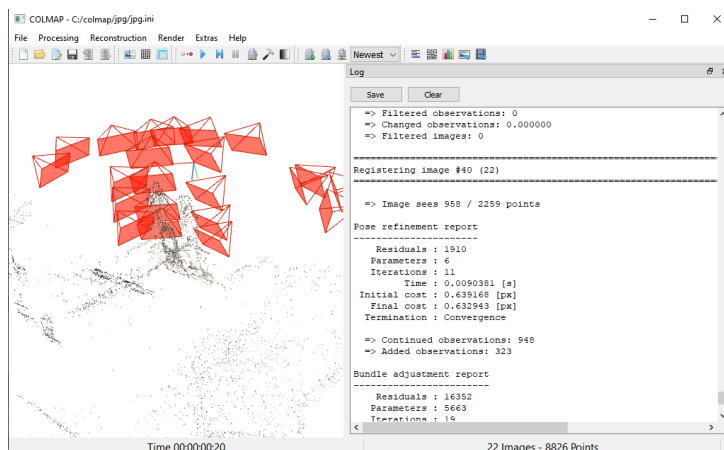 COLMAP - C:/colmap/jpg/jpg.ini
File Processing Reconstruction Render Extras Help
Newest
Log
Save Clear
=> Filtered observations: 0
=> Changed observations: 0.000000
=> Filtered images: 0
==============================================================
Registering image #40 (22)
==============================================================
=> Image sees 958 / 2259 points
Pose refinement report
----------------------
Residuals : 1910
Parameters : 6
Iterations : 11
Time : 0.0090381 [s]
Initial cost : 0.639168 [px]
Final cost : 0.632943 [px]
Termination : Convergence
=> Continued observations: 948
=> Added observations: 323
Bundle adjustment report
------------------------
Residuals : 16352
Parameters : 5663
Iterations : 19
Time 00:00:00:20
22 Images - 8826 Points